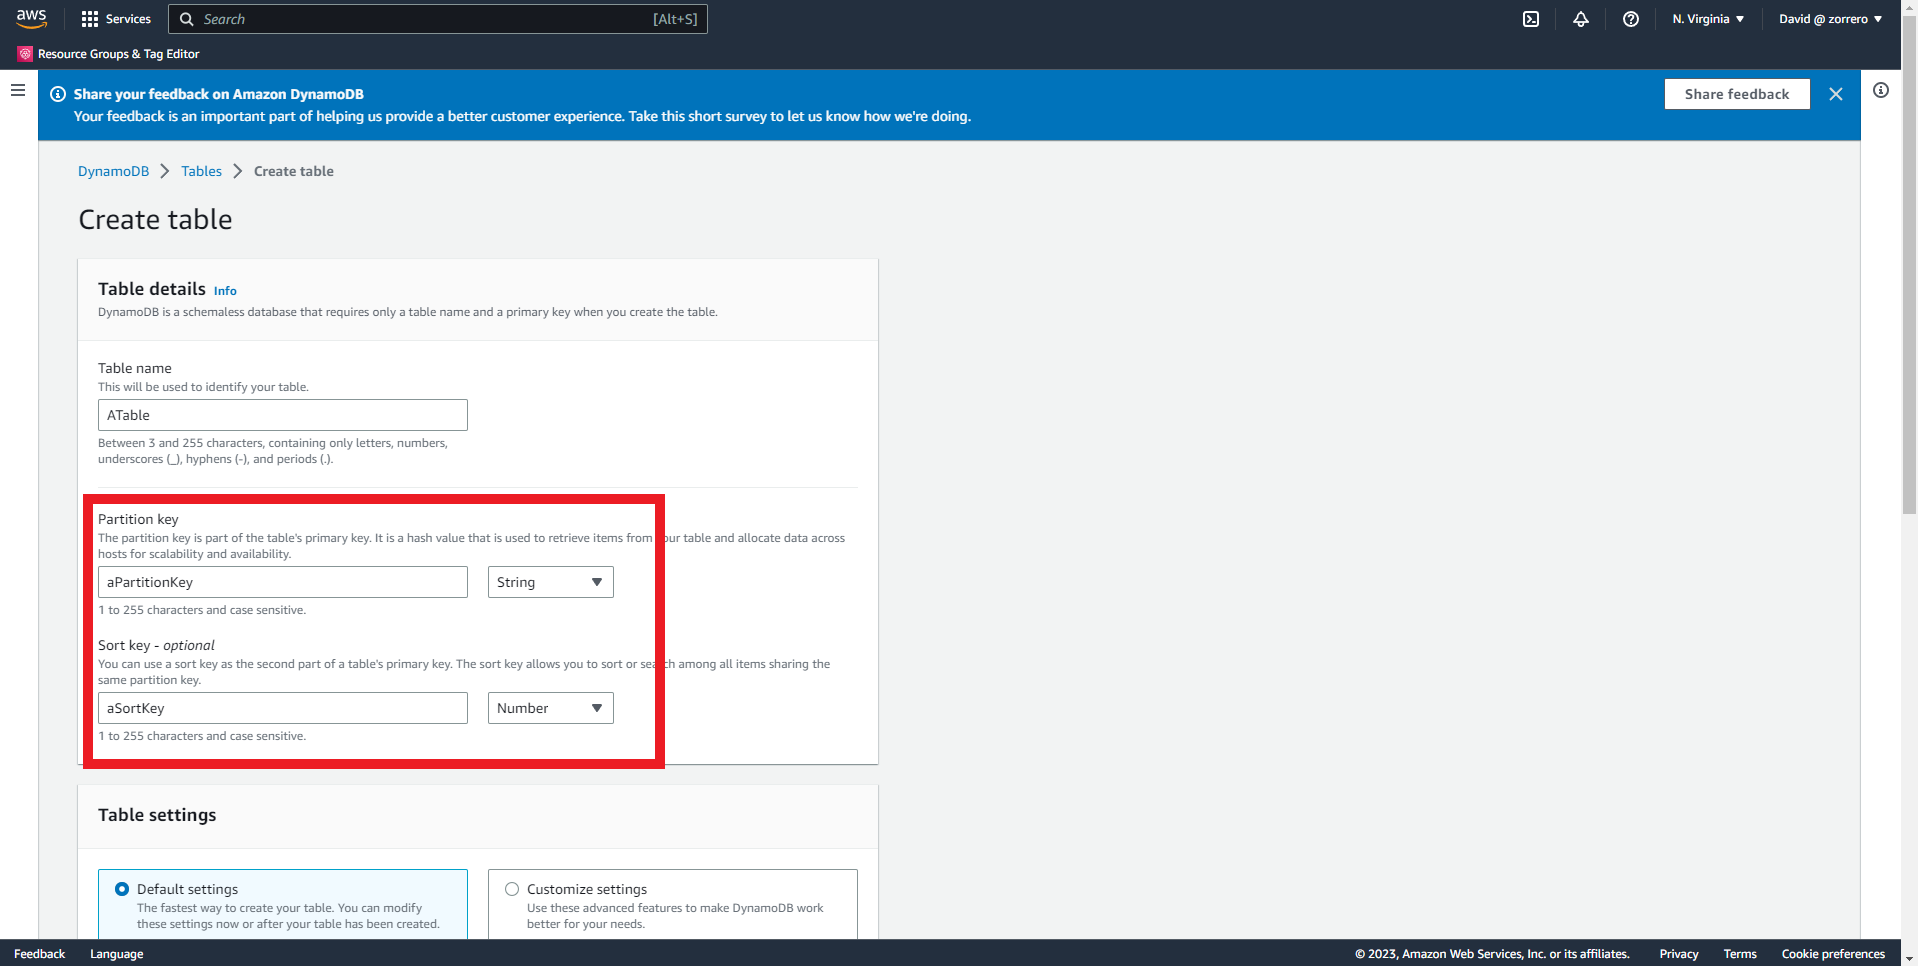 aws
Services
Search [Alt+S]
N. Virginia
David @ zorrero
Resource Groups & Tag Editor
Share your feedback on Amazon DynamoDB
Your feedback is an important part of helping us provide a better customer experience. Take this short survey to let us know how we're doing.
Share feedback
DynamoDB Tables Create table
Create table
Table details Info
DynamoDB is a schemaless database that requires only a table name and a primary key when you create the table.
Table name
This will be used to identify your table.
ATable
Between 3 and 255 characters, containing only letters, numbers,
underscores (_), hyphens (-), and periods (.).
Partition key
The partition key is part of the table's primary key. It is a hash value that is used to retrieve items from our table and allocate data across
hosts for scalability and availability.
aPartitionKey String
1 to 255 characters and case sensitive.
Sort key - optional
You can use a sort key as the second part of a table's primary key. The sort key allows you to sort or search among all items sharing the
same partition key.
aSortKey Number
1 to 255 characters and case sensitive.
Table settings
Default settings
The fastest way to create your table. You can modify
these settings now or after your table has been created.
Customize settings
Use these advanced features to make DynamoDB work
better for your needs.
Feedback Language © 2023, Amazon Web Services, Inc. or its affiliates. Privacy Terms Cookie preferences